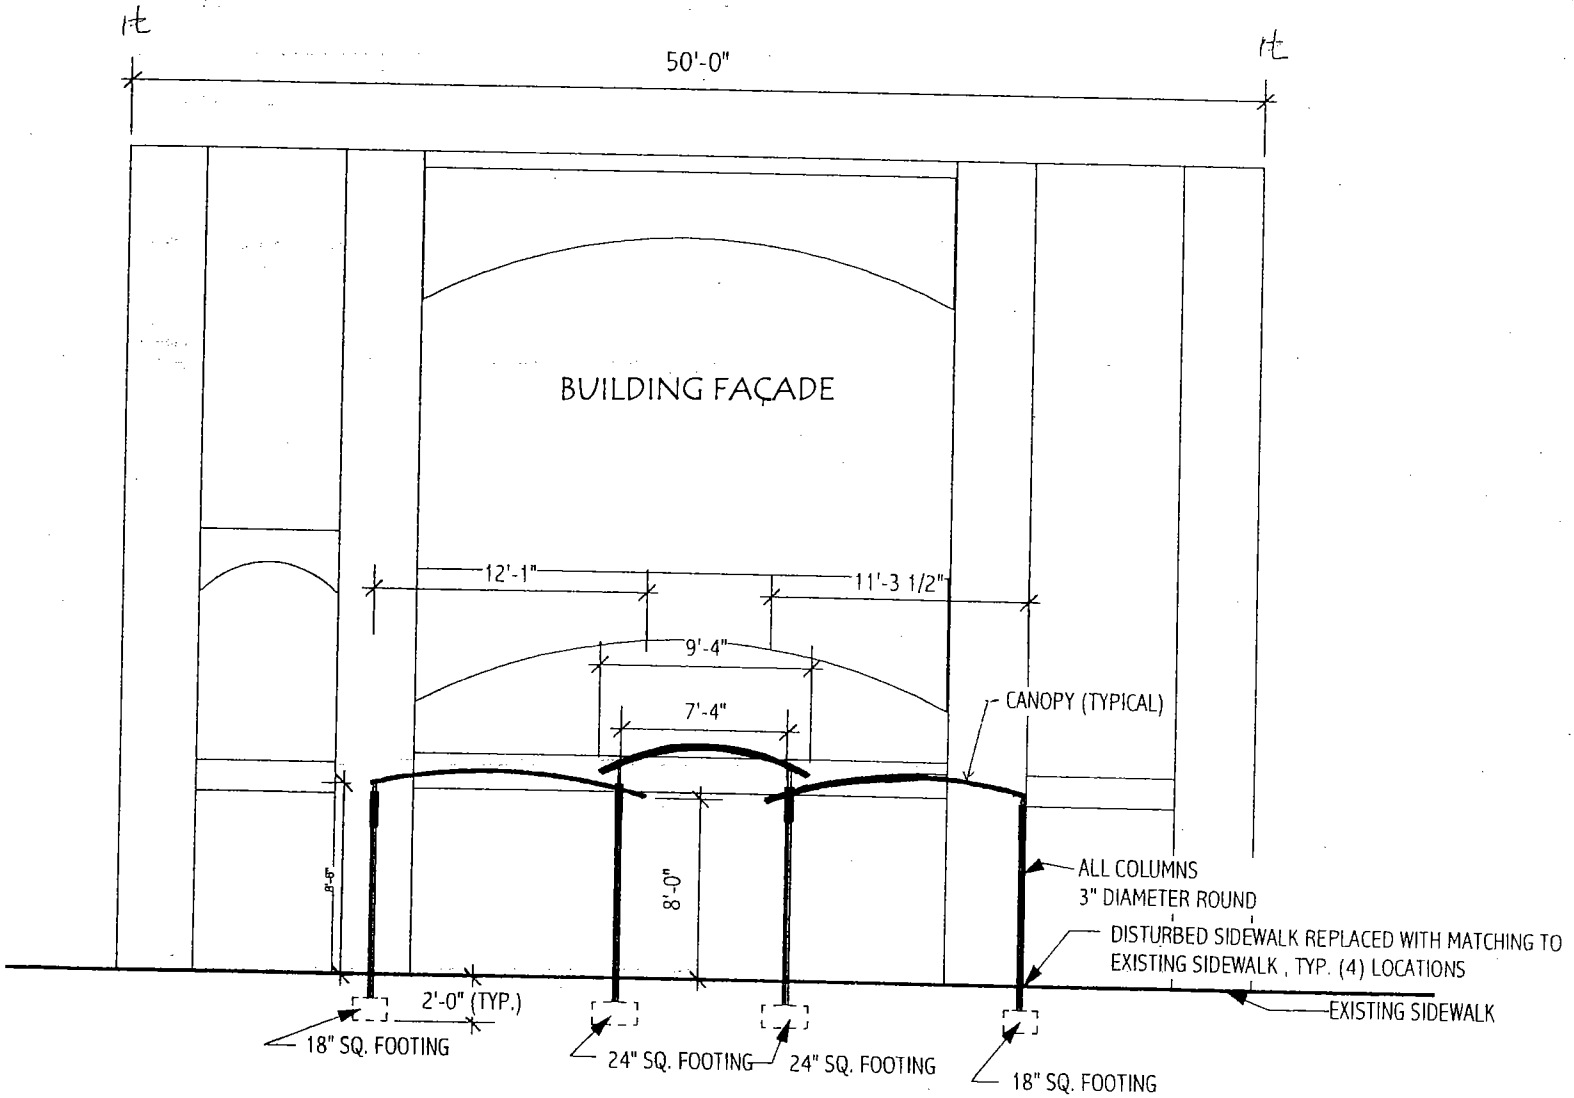 50'-0"
BUILDING FAÇADE
12'-1"
11'-3 1/2"
9'-4"
7'-4"
CANOPY (TYPICAL)
8'-6"
8'-0"
ALL COLUMNS
3" DIAMETER ROUND
DISTURBED SIDEWALK REPLACED WITH MATCHING TO
EXISTING SIDEWALK , TYP. (4) LOCATIONS
2'-0" (TYP.)
EXISTING SIDEWALK
18" SQ. FOOTING
24" SQ. FOOTING
24" SQ. FOOTING
18" SQ. FOOTING